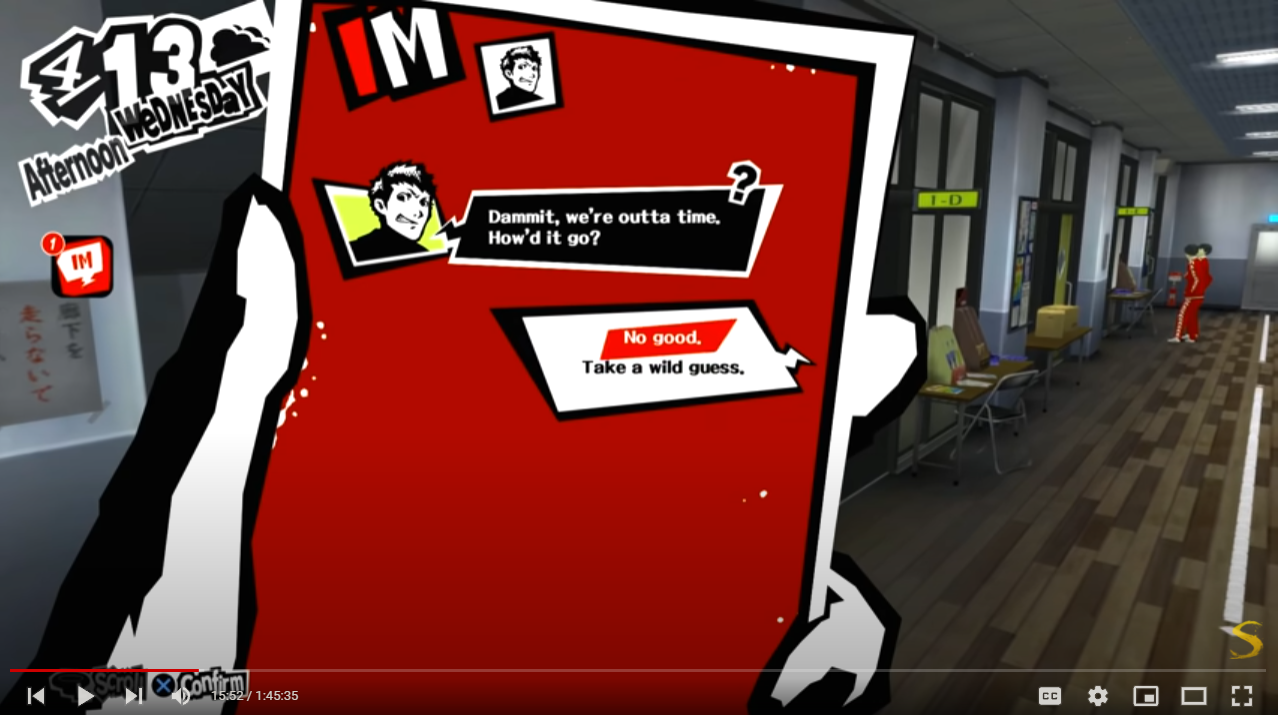 4/13
WeDNESDaY
Afternoon
1
IM
IM
?
Dammit, we're outta time.
How'd it go?
No good.
Take a wild guess.
1-D
廊下を
走らないで
Scroll
Confirm
15:52 / 1:45:35
CC
S